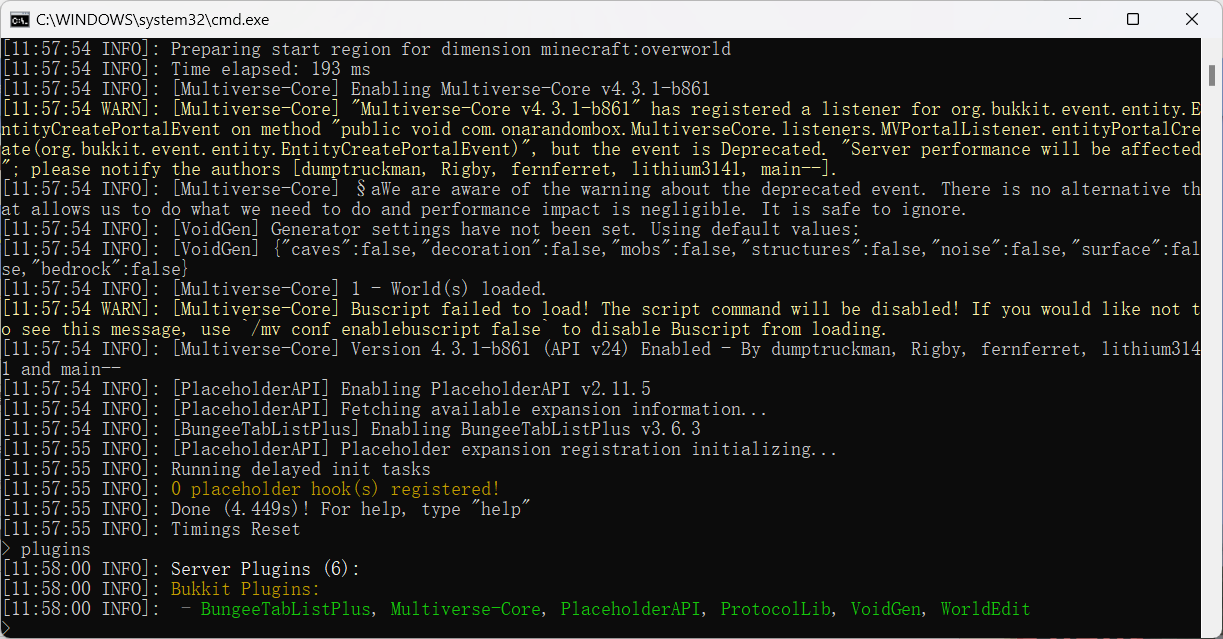 C:\WINDOWS\system32\cmd.exe
[11:57:54 INFO]: Preparing start region for dimension minecraft:overworld
[11:57:54 INFO]: Time elapsed: 193 ms
[11:57:54 INFO]: [Multiverse-Core] Enabling Multiverse-Core v4.3.1-b861
[11:57:54 WARN]: [Multiverse-Core] "Multiverse-Core v4.3.1-b861" has registered a listener for org.bukkit.event.entity.E
ntityCreatePortalEvent on method "public void com.onarandombox.MultiverseCore.listeners.MVPortalListener.entityPortalCre
ate(org.bukkit.event.entity.EntityCreatePortalEvent)", but the event is Deprecated. "Server performance will be affected
"; please notify the authors [dumptruckman, Rigby, fernferret, lithium3141, main--].
[11:57:54 INFO]: [Multiverse-Core] §aWe are aware of the warning about the deprecated event. There is no alternative th
at allows us to do what we need to do and performance impact is negligible. It is safe to ignore.
[11:57:54 INFO]: [VoidGen] Generator settings have not been set. Using default values:
[11:57:54 INFO]: [VoidGen] {"caves":false,"decoration":false,"mobs":false,"structures":false,"noise":false,"surface":fal
se,"bedrock":false}
[11:57:54 INFO]: [Multiverse-Core] 1 - World(s) loaded.
[11:57:54 WARN]: [Multiverse-Core] Buscript failed to load! The script command will be disabled! If you would like not t
o see this message, use `/mv conf enablebuscript false` to disable Buscript from loading.
[11:57:54 INFO]: [Multiverse-Core] Version 4.3.1-b861 (API v24) Enabled - By dumptruckman, Rigby, fernferret, lithium314
1 and main--
[11:57:54 INFO]: [PlaceholderAPI] Enabling PlaceholderAPI v2.11.5
[11:57:54 INFO]: [PlaceholderAPI] Fetching available expansion information...
[11:57:54 INFO]: [BungeeTabListPlus] Enabling BungeeTabListPlus v3.6.3
[11:57:55 INFO]: [PlaceholderAPI] Placeholder expansion registration initializing...
[11:57:55 INFO]: Running delayed init tasks
[11:57:55 INFO]: 0 placeholder hook(s) registered!
[11:57:55 INFO]: Done (4.449s)! For help, type "help"
[11:57:55 INFO]: Timings Reset
> plugins
[11:58:00 INFO]: Server Plugins (6):
[11:58:00 INFO]: Bukkit Plugins:
[11:58:00 INFO]:  - BungeeTabListPlus, Multiverse-Core, PlaceholderAPI, ProtocolLib, VoidGen, WorldEdit
>